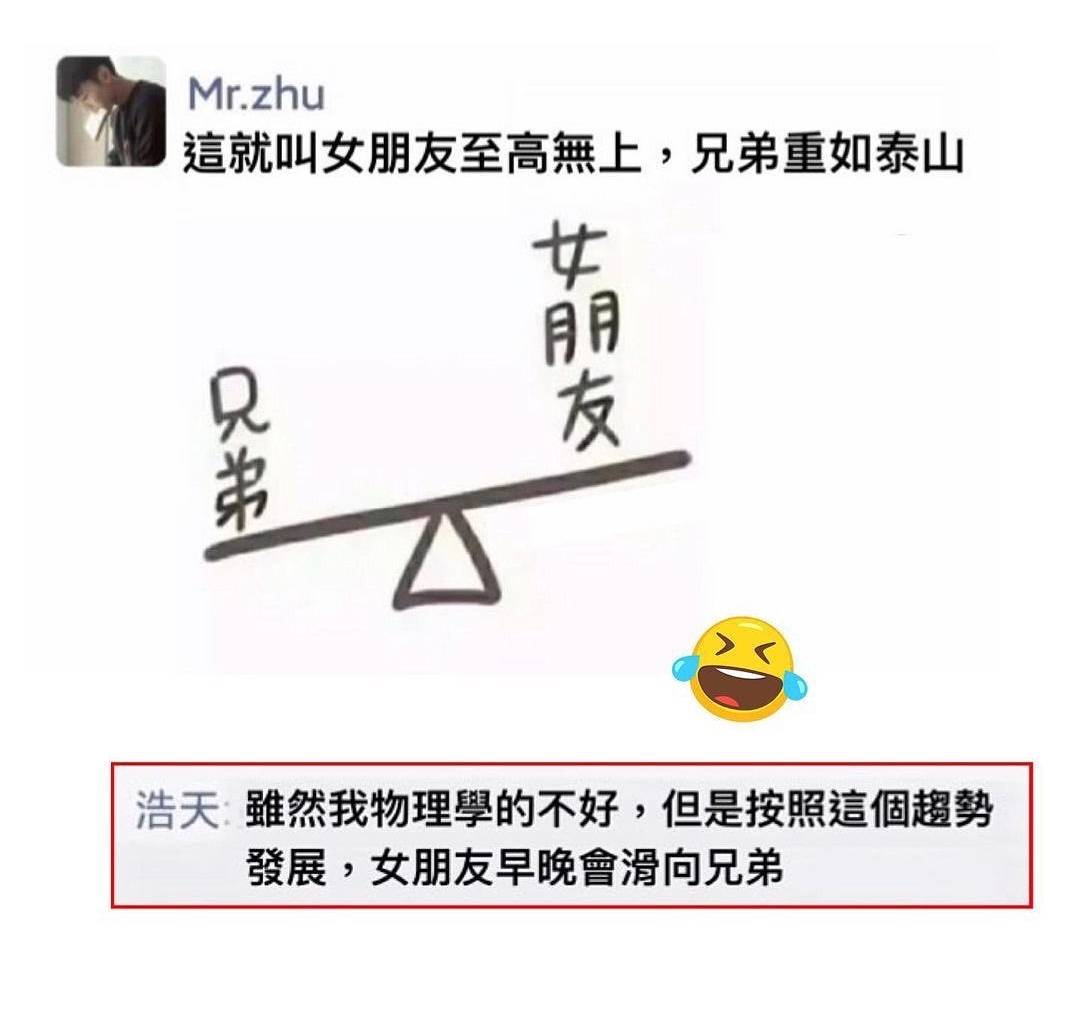 Mr.zhu
這就叫女朋友至高無上，兄弟重如泰山
女朋友
兄弟
浩天: 雖然我物理學的不好，但是按照這個趨勢
發展，女朋友早晚會滑向兄弟